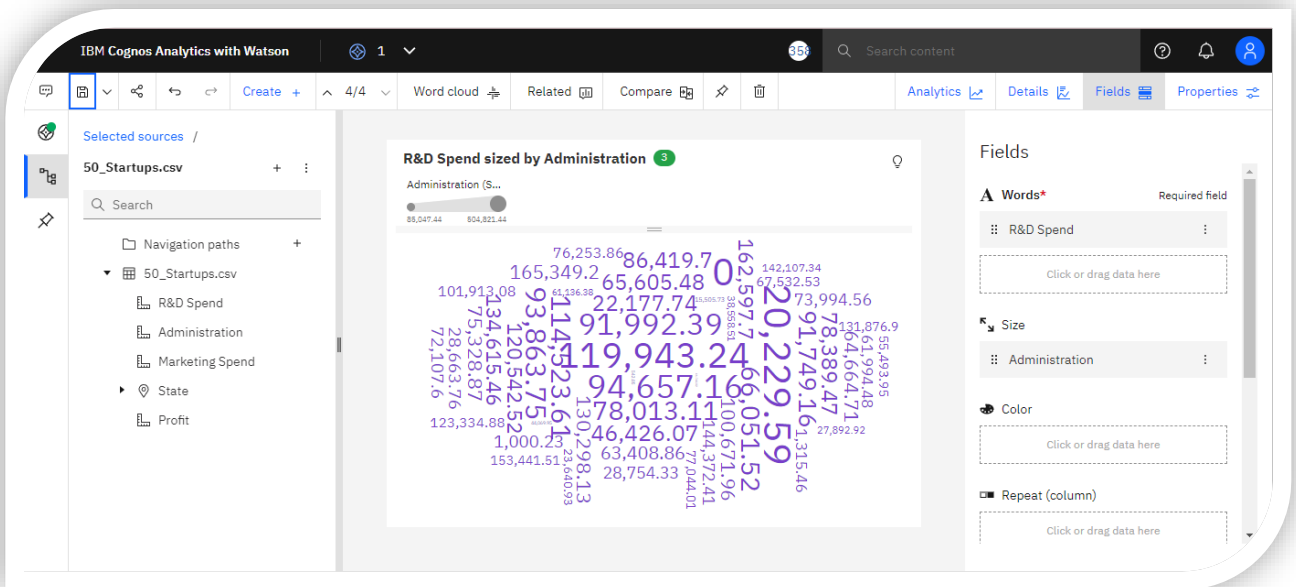 IBM Cognos Analytics with Watson
1
358
Search content
Create +
4/4
Word cloud
Related
Compare
Analytics
Details
Fields
Properties
Selected sources /
50_Startups.csv
Search
Navigation paths
50_Startups.csv
R&D Spend
Administration
Marketing Spend
State
Profit
R&D Spend sized by Administration 3
Administration (S...
504,821.44
76,253.86
86,419.7
0
162,597.7
142,107.34
165,349.2
65,605.48
67,532.53
101,913.08
61,136.38
22,177.74
15,505.73
73,994.56
134,615.46
93,863.75
114,523.61
91,992.39
38,558.51
20,229.59
91,749.16
78,389.47
131,876.9
72,107.6
28,663.76
75,328.87
120,542.52
119,943.24
64,664.71
61,994.48
55,493.95
94,657.16
66,051.52
123,334.88
78,013.11
27,892.92
1,000.23
130,298.13
46,426.07
144,372.41
100,671.96
1,315.46
153,441.51
23,640.93
63,408.86
77,044.01
28,754.33
Fields
Words*
Required field
R&D Spend
Click or drag data here
Size
Administration
Color
Click or drag data here
Repeat (column)
Click or drag data here